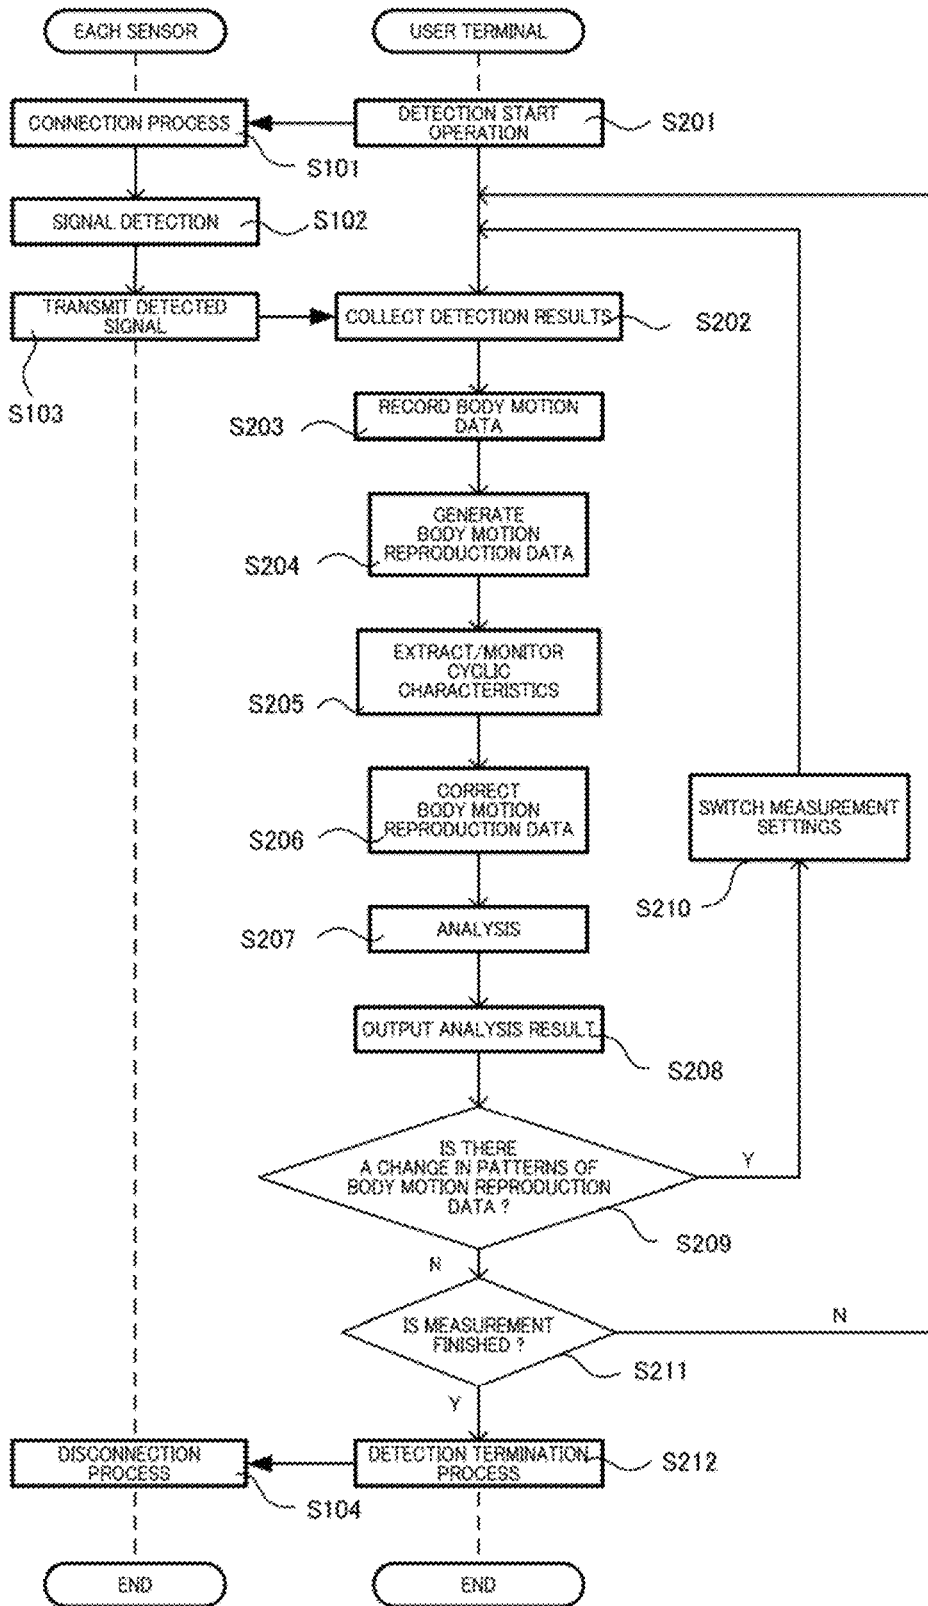 EACH SENSOR
USER TERMINAL
CONNECTION PROCESS
S101
DETECTION START
OPERATION
S201
SIGNAL DETECTION
S102
TRANSMIT DETECTED
SIGNAL
S103
COLLECT DETECTION RESULTS
S202
RECORD BODY MOTION
DATA
S203
GENERATE
BODY MOTION
REPRODUCTION DATA
S204
EXTRACT/MONITOR
CYCLIC
CHARACTERISTICS
S205
CORRECT
BODY MOTION
REPRODUCTION DATA
S206
SWITCH MEASUREMENT
SETTINGS
S210
ANALYSIS
S207
OUTPUT ANALYSIS RESULT
S208
IS THERE
A CHANGE IN PATTERNS OF
BODY MOTION REPRODUCTION
DATA ?
Y
S209
N
IS MEASUREMENT
FINISHED ?
N
S211
Y
DISCONNECTION
PROCESS
S104
DETECTION TERMINATION
PROCESS
S212
END
END